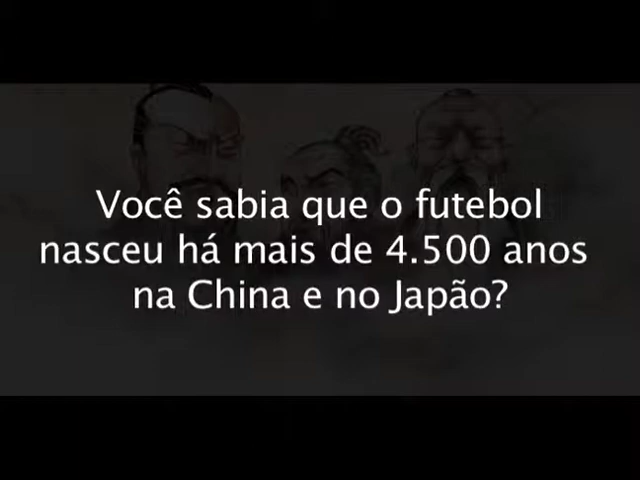 Você sabia que o futebol
nasceu há mais de 4.500 anos
na China e no Japão?